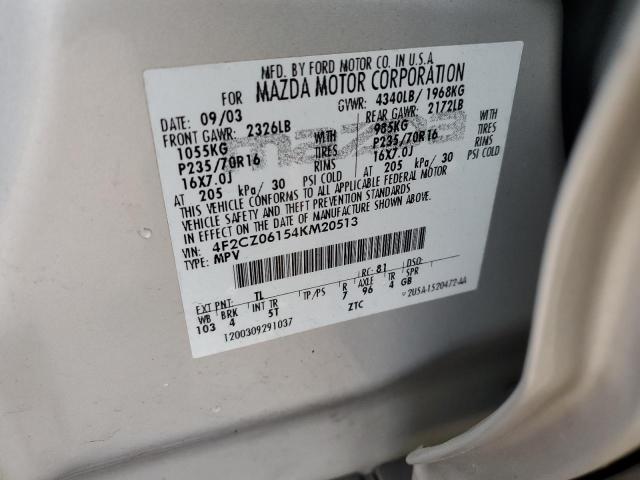 MFD. BY FORD MOTOR CO. IN U.S.A.
FOR MAZDA MOTOR CORPORATION
DATE: 09/03 GVWR: 4340LB/ 1968KG
FRONT GAWR: 2326LB REAR GAWR: 2172LB
1055KG WITH 985KG WITH
P235/70R16 TIRES P235/70R16 TIRES
16X7.0J RIMS 16X7.0J RIMS
AT 205 kPa/ 30 PSI COLD AT 205 kPa/ 30 PSI COLD
THIS VEHICLE CONFORMS TO ALL APPLICABLE FEDERAL MOTOR
VEHICLE SAFETY AND THEFT PREVENTION STANDARDS
IN EFFECT ON THE DATE OF MANUFACTURE SHOWN ABOVE.
VIN: 4F2CZ06154KM20513
TYPE: MPV
EXT PNT: TL RC: 81 DSO:
WB BRK INT TR TP/PS R AXLE TR SPR
103 4 5T 7 96 4 GB
1200309291037 ZTC
▽2U5A-1520472-AA
MAZDA